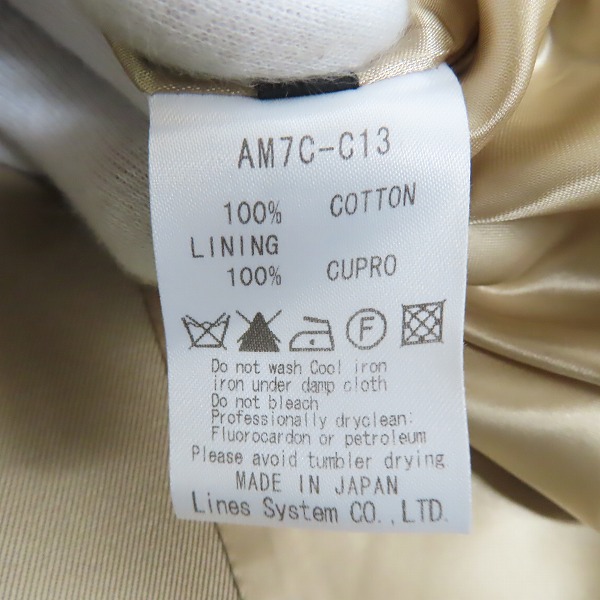 AM7C-C13
100% COTTON
LINING
100% CUPRO
F
Do not wash Cool iron
iron under damp cloth
Do not bleach
Professionally dryclean:
Fluorocardon or petroleum
Please avoid tumbler drying
MADE IN JAPAN
Lines System CO.,LTD.